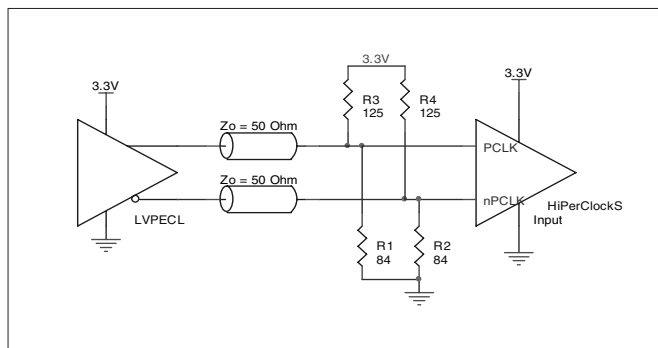 3.3V
3.3V
3.3V
R3
125
R4
125
Zo = 50 Ohm
PCLK
Zo = 50 Ohm
nPCLK
HiPerClockS
Input
LVPECL
R1
84
R2
84